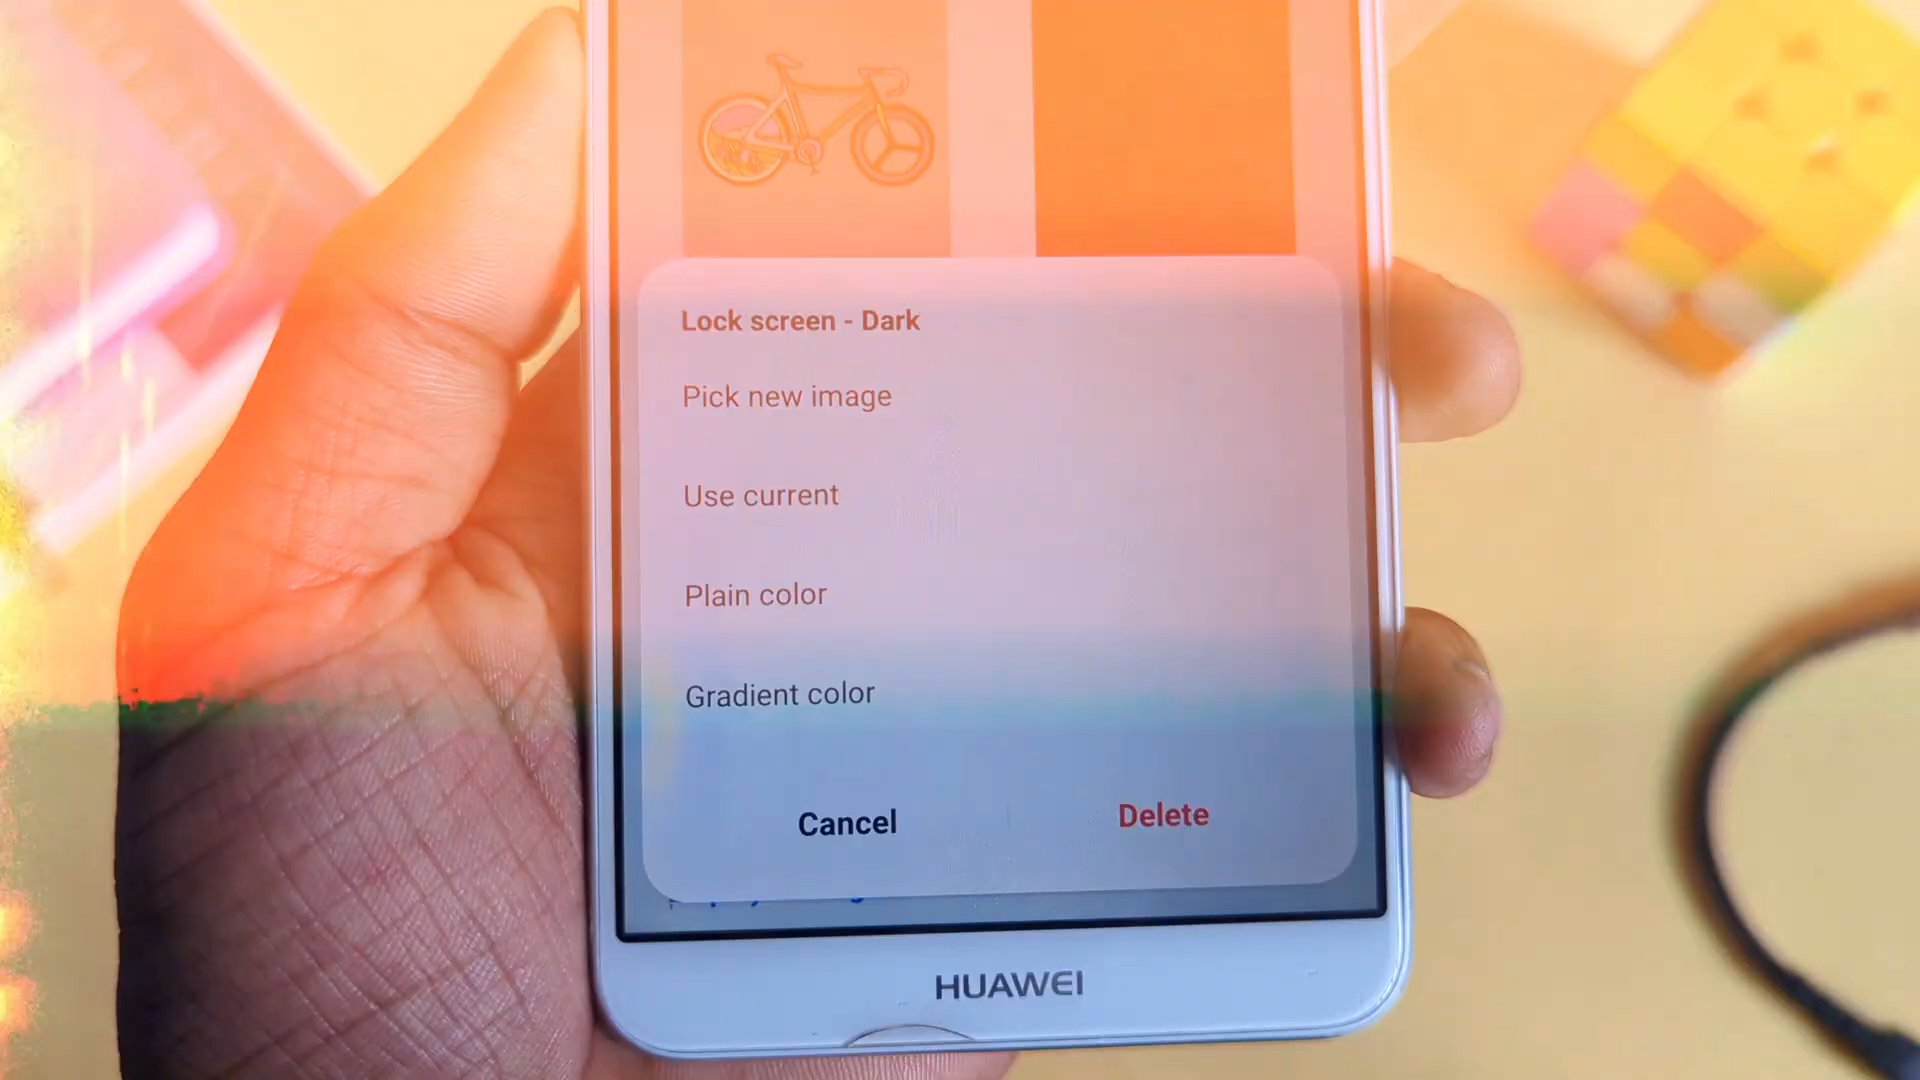 Lock screen - Dark
Pick new image
Use current
Plain color
Gradient color
Cancel
Delete
HUAWEI